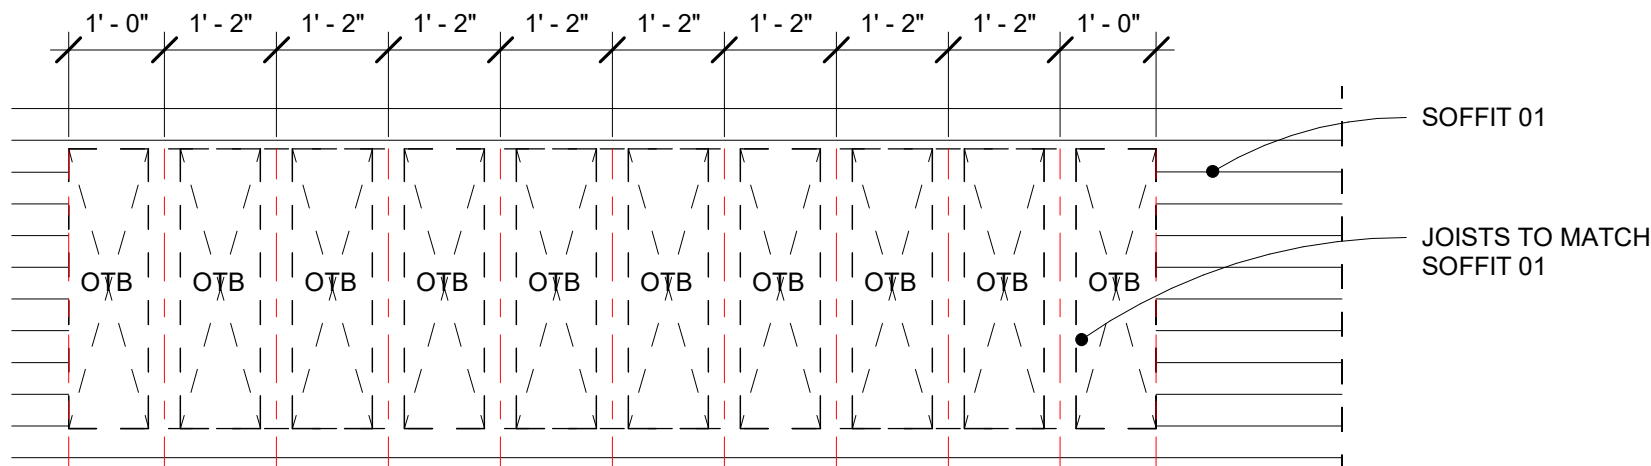 1' - 0" 1' - 2" 1' - 2" 1' - 2" 1' - 2" 1' - 2" 1' - 2" 1' - 2" 1' - 2" 1' - 0"
SOFFIT 01
JOISTS TO MATCH
SOFFIT 01
OTB OTB OTB OTB OTB OTB OTB OTB OTB OTB